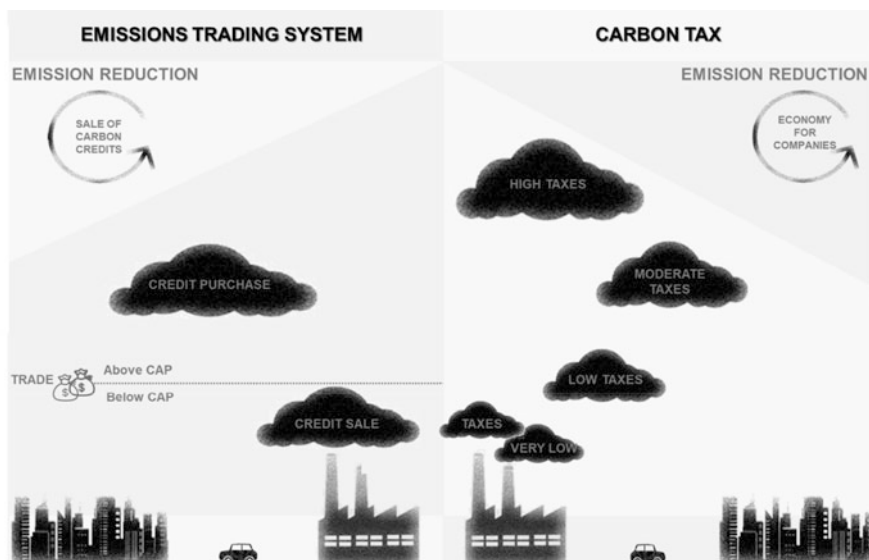 EMISSIONS TRADING SYSTEM
EMISSION REDUCTION
SALE OF
CARBON
CREDITS
CREDIT PURCHASE
TRADE
Above CAP
Below CAP
CREDIT SALE
CARBON TAX
EMISSION REDUCTION
ECONOMY
FOR
COMPANIES
HIGH TAXES
MODERATE
TAXES
LOW TAXES
TAXES
VERY LOW